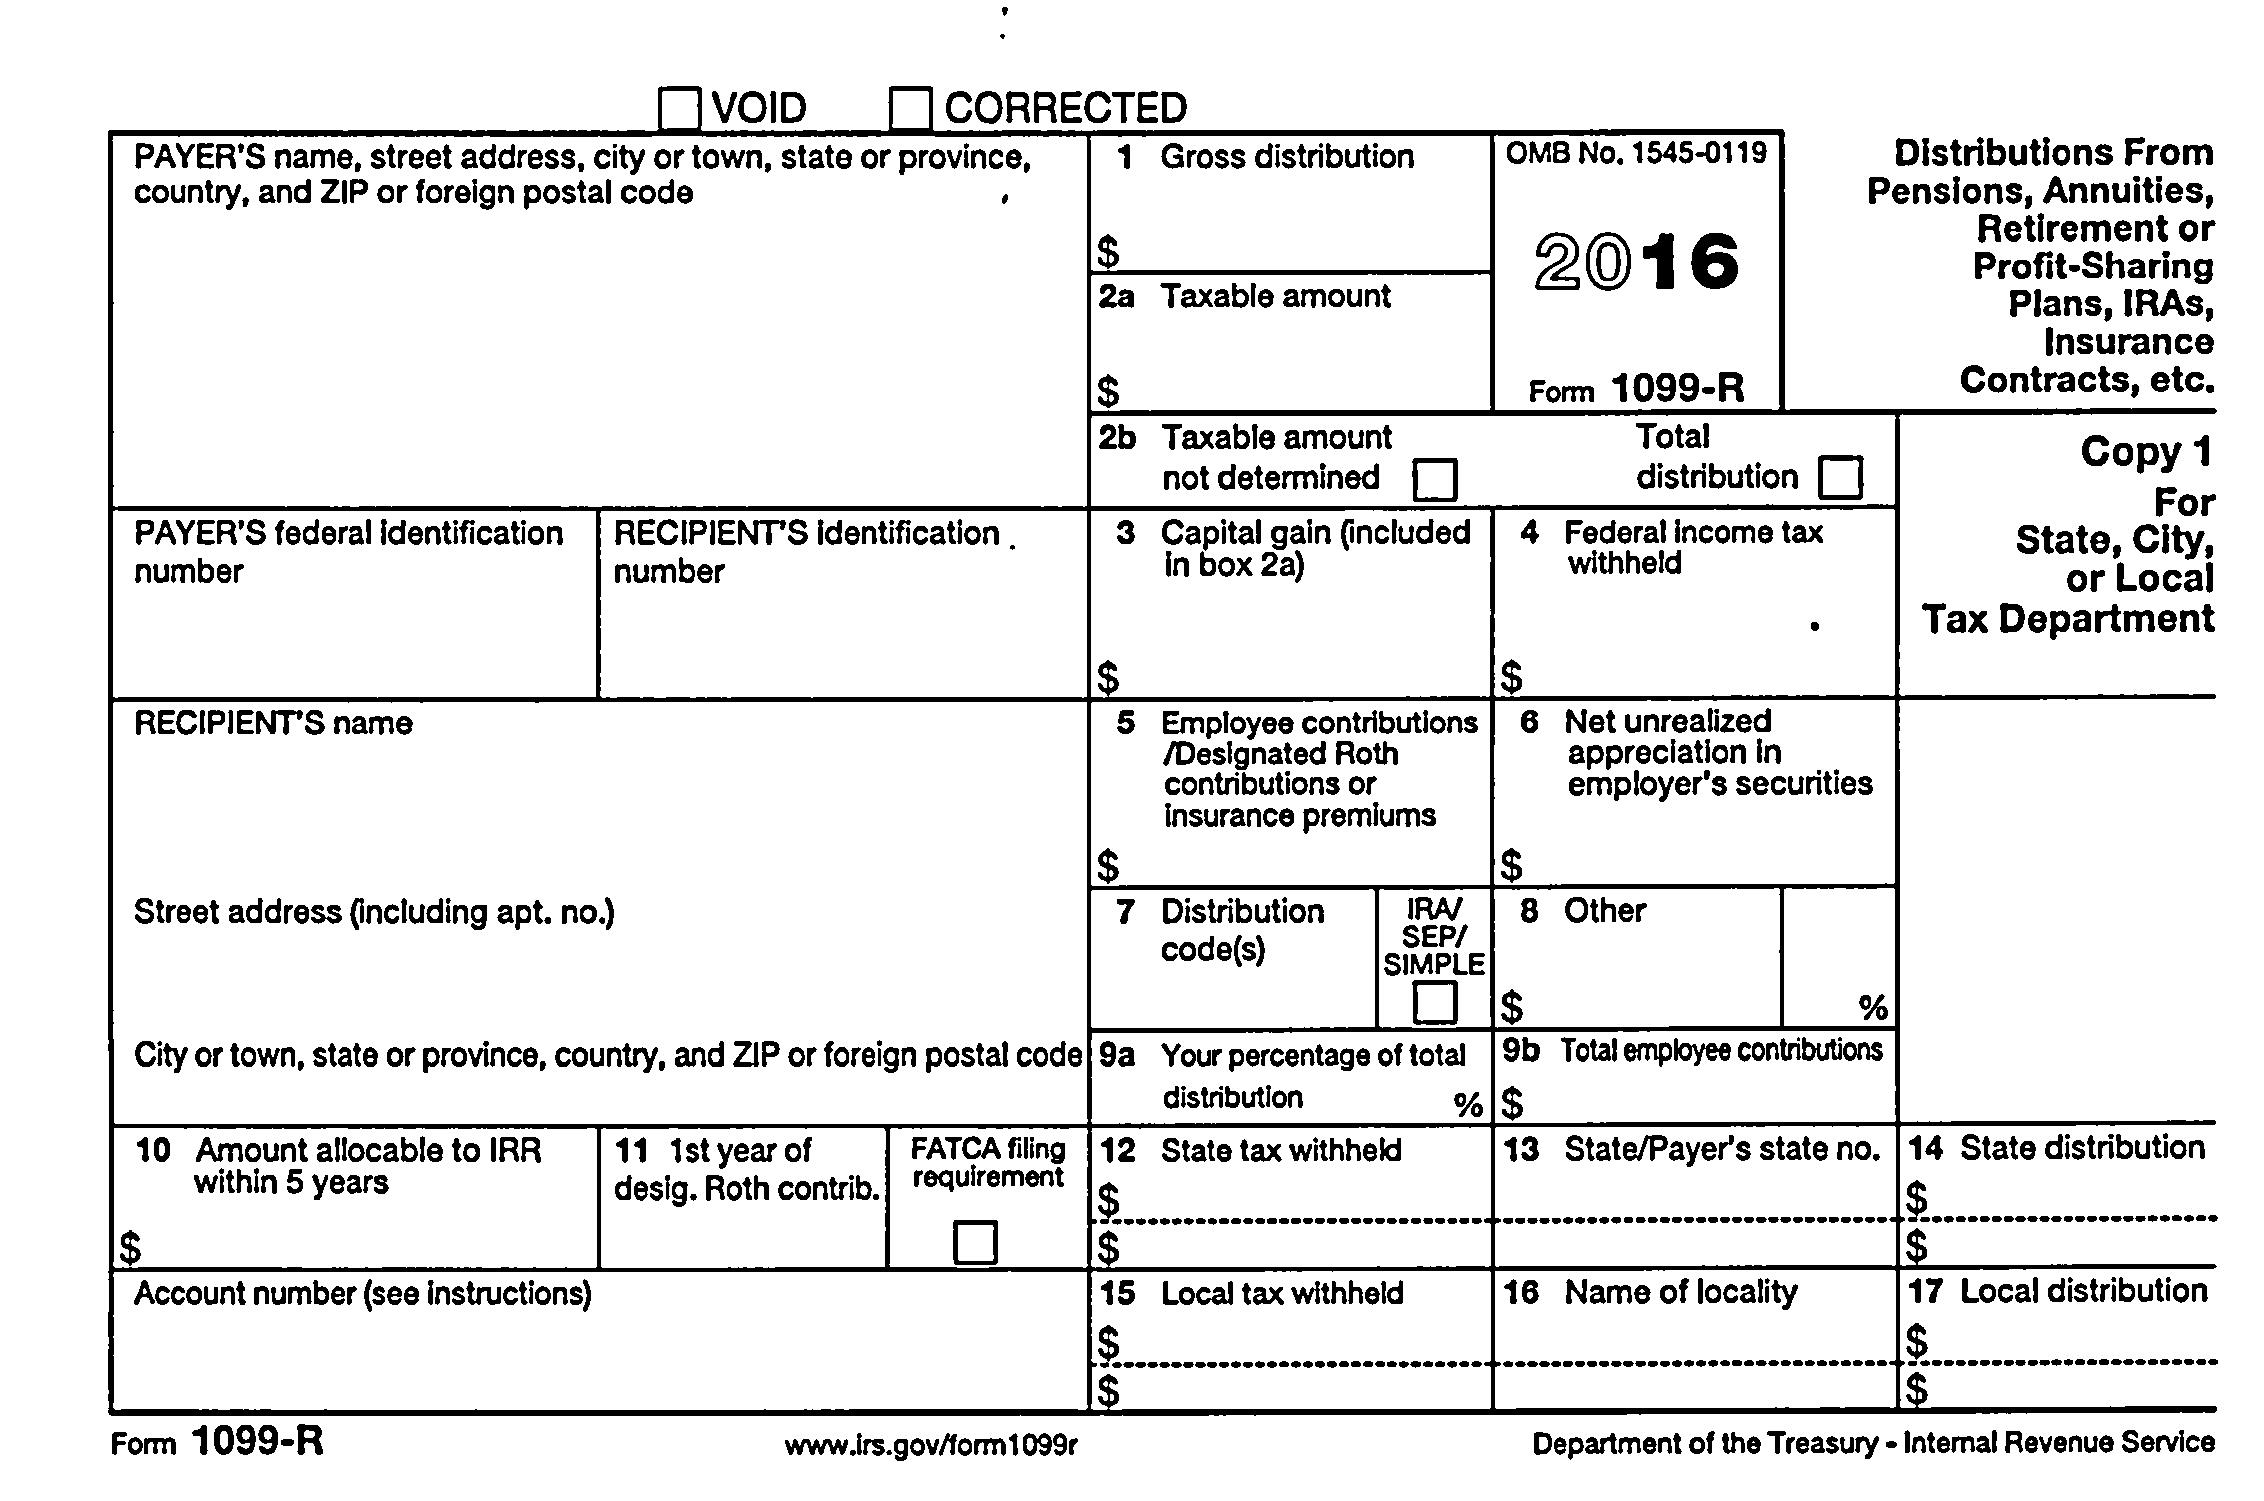 VOID CORRECTED
PAYER'S name, street address, city or town, state or province,
country, and ZIP or foreign postal code
1 Gross distribution
$
2a Taxable amount
$
OMB No. 1545-0119
2016
Form 1099-R
Distributions From
Pensions, Annuities,
Retirement or
Profit-Sharing
Plans, IRAs,
Insurance
Contracts, etc.
2b Taxable amount
not determined
Total
distribution
Copy 1
For
State, City,
or Local
Tax Department
PAYER'S federal identification
number
RECIPIENT'S identification
number
3 Capital gain (included
in box 2a)
$
4 Federal income tax
withheld
$
RECIPIENT'S name
5 Employee contributions
/Designated Roth
contributions or
insurance premiums
$
6 Net unrealized
appreciation in
employer's securities
$
Street address (including apt. no.)
7 Distribution
code(s)
IRA/
SEP/
SIMPLE
8 Other
$
%
City or town, state or province, country, and ZIP or foreign postal code
9a Your percentage of total
distribution %
9b Total employee contributions
$
10 Amount allocable to IRR
within 5 years
$
11 1st year of
desig. Roth contrib.
FATCA filing
requirement
12 State tax withheld
$
$
13 State/Payer's state no.
14 State distribution
$
$
Account number (see instructions)
15 Local tax withheld
$
$
16 Name of locality
17 Local distribution
$
$
Form 1099-R www.irs.gov/form1099r Department of the Treasury - Internal Revenue Service